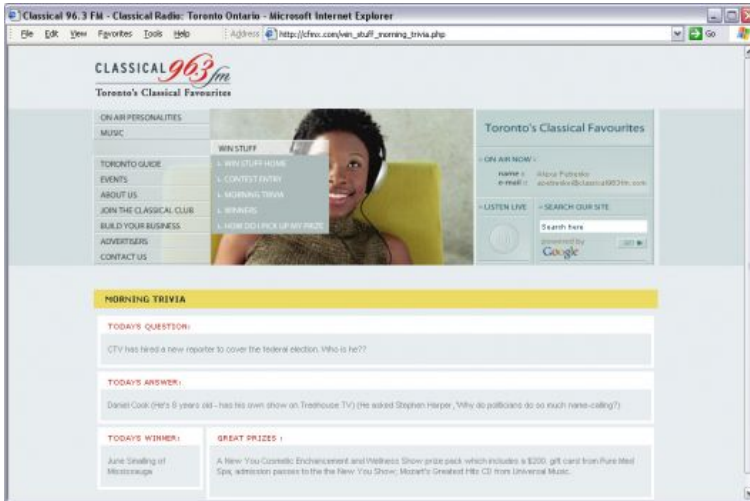 Classical 96.3 FM - Classical Radio: Toronto Ontario - Microsoft Internet Explorer
File Edit View Favorites Tools Help Address http://cfmx.com/win_stuff_morning_trivia.php Go
CLASSICAL 963 fm
Toronto's Classical Favourites
ON AIR PERSONALITIES
MUSIC
WIN STUFF
TORONTO GUIDE
EVENTS
ABOUT US
JOIN THE CLASSICAL CLUB
BUILD YOUR BUSINESS
ADVERTISERS
CONTACT US
WIN STUFF HOME
CONTEST ENTRY
MORNING TRIVIA
WINNERS
HOW DO I PICK UP MY PRIZE
Toronto's Classical Favourites
ON AIR NOW
name :
e-mail :
LISTEN LIVE
SEARCH OUR SITE
Search here
powered by
Google
MORNING TRIVIA
TODAYS QUESTION:
CTV has hired a new reporter to cover the federal election. Who is he??
TODAYS ANSWER:
Daniel Cook (He's 8 years old - has his own show on Treehouse TV) (He asked Stephen Harper, 'Why do politicians do so much name-calling?)
TODAYS WINNER:
June Smalling of
Mississauga
GREAT PRIZES :
A New You Cosmetic Enchancement and Wellness Show prize pack which includes a $200. gift card from Pure Med
Spa, admission passes to the the New You Show; Mozart's Greatest Hits CD from Universal Music.